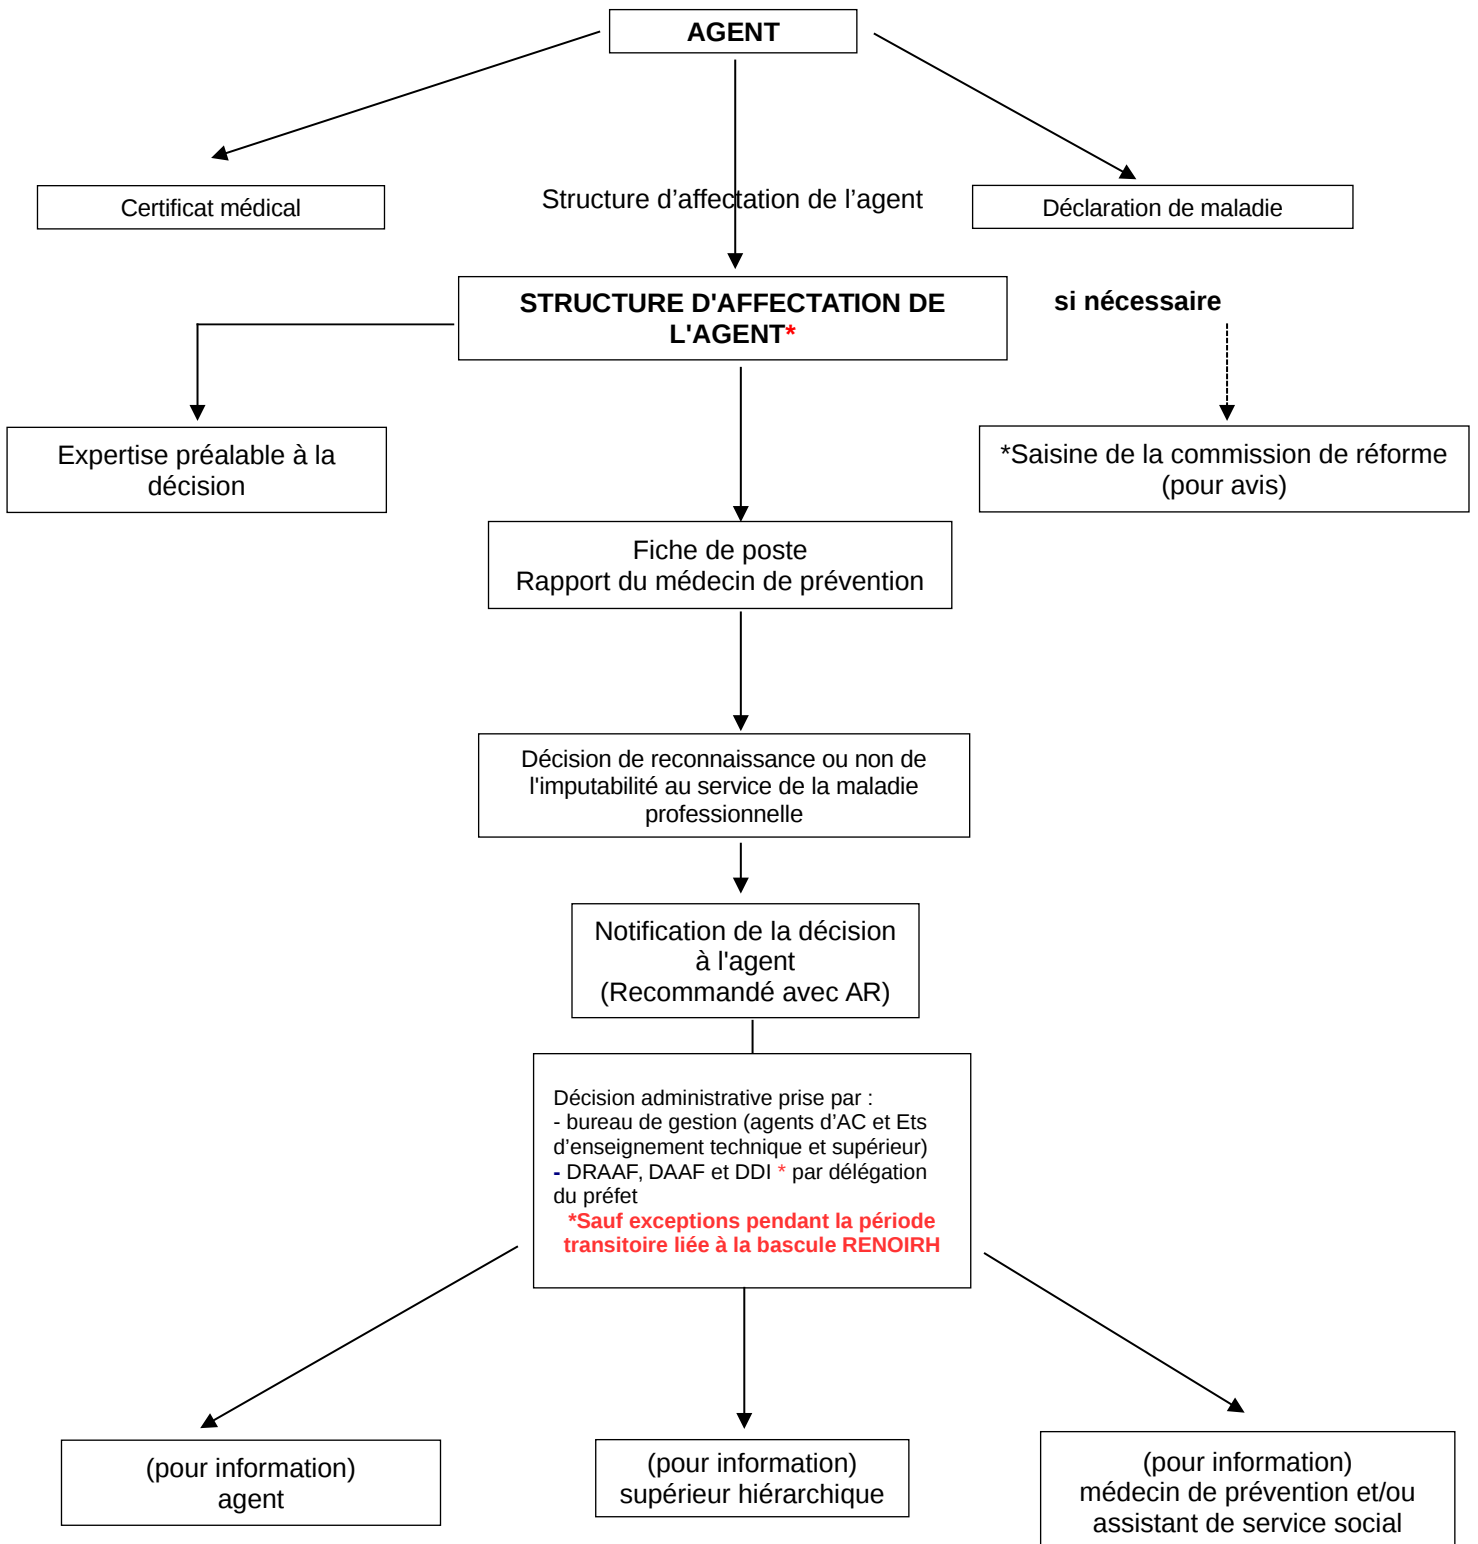 AGENT
Certificat médical
Structure d’affectation de l’agent
Déclaration de maladie
STRUCTURE D'AFFECTATION DE
L'AGENT*
si nécessaire
Expertise préalable à la
décision
*Saisine de la commission de réforme
(pour avis)
Fiche de poste
Rapport du médecin de prévention
Décision de reconnaissance ou non de
l'imputabilité au service de la maladie
professionnelle
Notification de la décision
à l'agent
(Recommandé avec AR)
Décision administrative prise par :
- bureau de gestion (agents d’AC et Ets
d’enseignement technique et supérieur)
- DRAAF, DAAF et DDI * par délégation
du préfet
*Sauf exceptions pendant la période
transitoire liée à la bascule RENOIRH
(pour information)
agent
(pour information)
supérieur hiérarchique
(pour information)
médecin de prévention et/ou
assistant de service social